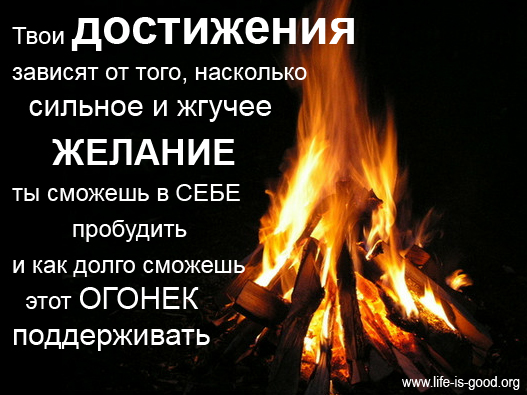 Твои достижения
зависят от того, насколько
сильное и жгучее
ЖЕЛАНИЕ
ты сможешь в СЕБЕ
пробудить
и как долго сможешь
этот ОГОНЕК
поддерживать
www.life-is-good.org